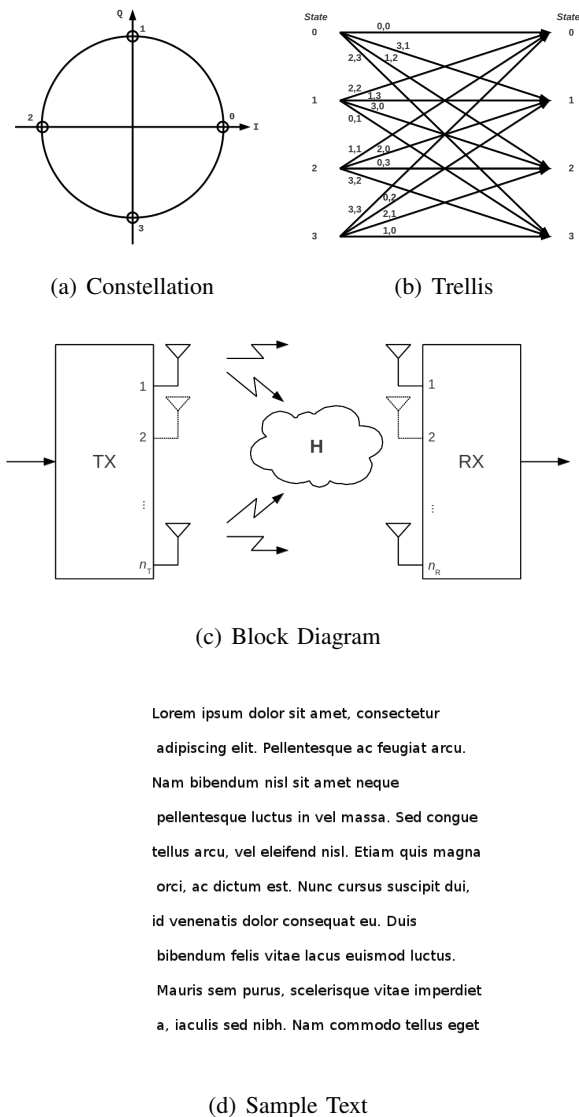 Q
1
2
0
I
3
(a) Constellation
State
State
0
0,0
0
3,1
2,3
1,2
2,2
1
1,3
1
3,0
0,1
1,1
2,0
2
0,3
2
3,2
0,2
3,3
2,1
3
1,0
3
(b) Trellis
1
1
2
2
TX
H
RX
⋮
⋮
nT
nR
(c) Block Diagram
Lorem ipsum dolor sit amet, consectetur
adipiscing elit. Pellentesque ac feugiat arcu.
Nam bibendum nisl sit amet neque
pellentesque luctus in vel massa. Sed congue
tellus arcu, vel eleifend nisl. Etiam quis magna
orci, ac dictum est. Nunc cursus suscipit dui,
id venenatis dolor consequat eu. Duis
bibendum felis vitae lacus euismod luctus.
Mauris sem purus, scelerisque vitae imperdiet
a, iaculis sed nibh. Nam commodo tellus eget
(d) Sample Text